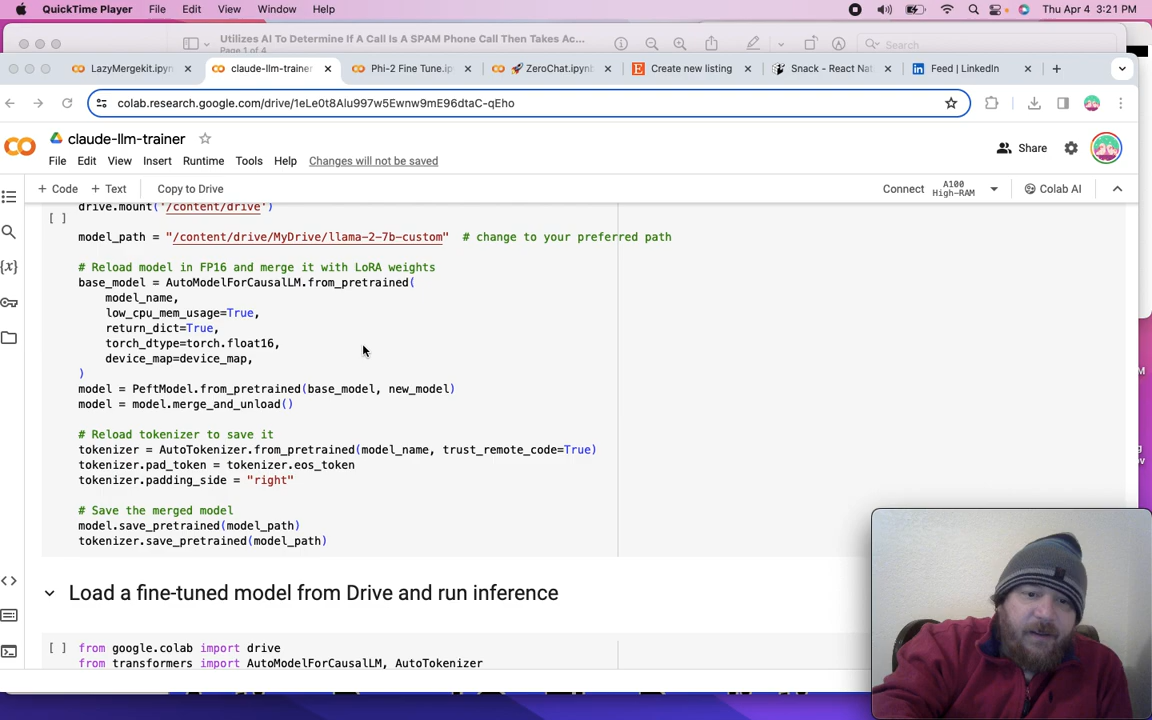 QuickTime Player File Edit View Window Help Thu Apr 4 3:21 PM
Utilizes AI To Determine If A Call Is A SPAM Phone Call Then Takes Ac...
Page 1 of 4
Search
LazyMergekit.ipynb claude-llm-trainer Phi-2 Fine Tune.ipynb 🚀 ZeroChat.ipynb Create new listing Snack - React Nat Feed | LinkedIn
colab.research.google.com/drive/1eLe0t8Alu997w5Ewnw9mE96dtaC-qEho
claude-llm-trainer
Share
File Edit View Insert Runtime Tools Help Changes will not be saved
+ Code + Text Copy to Drive Connect A100 High-RAM Colab AI
drive.mount('/content/drive')
[ ]
model_path = "/content/drive/MyDrive/llama-2-7b-custom" # change to your preferred path
# Reload model in FP16 and merge it with LoRA weights
base_model = AutoModelForCausalLM.from_pretrained(
model_name,
low_cpu_mem_usage=True,
return_dict=True,
torch_dtype=torch.float16,
device_map=device_map,
)
model = PeftModel.from_pretrained(base_model, new_model)
model = model.merge_and_unload()
# Reload tokenizer to save it
tokenizer = AutoTokenizer.from_pretrained(model_name, trust_remote_code=True)
tokenizer.pad_token = tokenizer.eos_token
tokenizer.padding_side = "right"
# Save the merged model
model.save_pretrained(model_path)
tokenizer.save_pretrained(model_path)
Load a fine-tuned model from Drive and run inference
[ ] from google.colab import drive
from transformers import AutoModelForCausalLM, AutoTokenizer